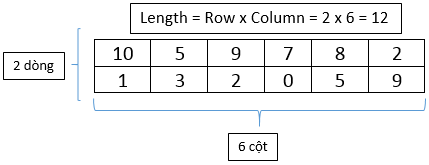 Length = Row x Column = 2 x 6 = 12
10 5 9 7 8 2
2 dòng
1 3 2 0 5 9
6 cột